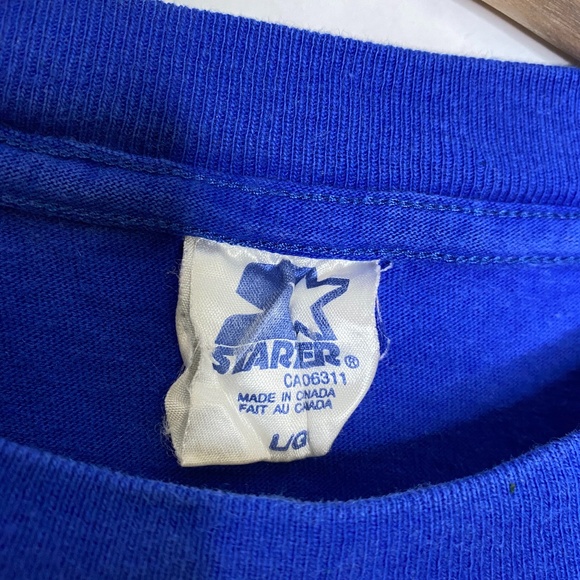 STARTER®
CA06311
MADE IN CANADA
FAIT AU CANADA
L/G